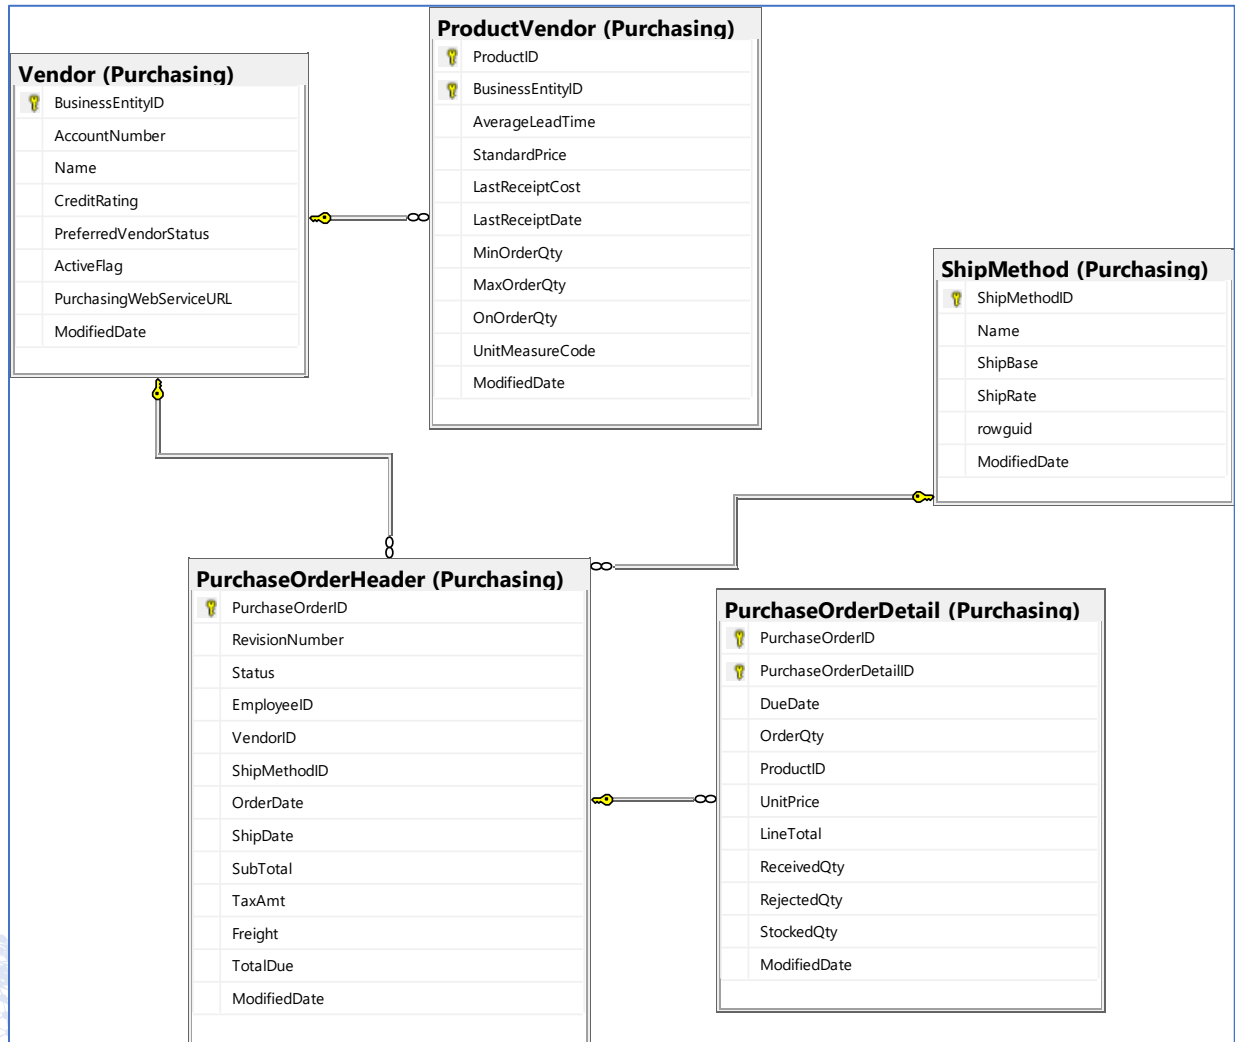 Vendor (Purchasing)
BusinessEntityID
AccountNumber
Name
CreditRating
PreferredVendorStatus
ActiveFlag
PurchasingWebServiceURL
ModifiedDate
ProductVendor (Purchasing)
ProductID
BusinessEntityID
AverageLeadTime
StandardPrice
LastReceiptCost
LastReceiptDate
MinOrderQty
MaxOrderQty
OnOrderQty
UnitMeasureCode
ModifiedDate
ShipMethod (Purchasing)
ShipMethodID
Name
ShipBase
ShipRate
rowguid
ModifiedDate
PurchaseOrderHeader (Purchasing)
PurchaseOrderID
RevisionNumber
Status
EmployeeID
VendorID
ShipMethodID
OrderDate
ShipDate
SubTotal
TaxAmt
Freight
TotalDue
ModifiedDate
PurchaseOrderDetail (Purchasing)
PurchaseOrderID
PurchaseOrderDetailID
DueDate
OrderQty
ProductID
UnitPrice
LineTotal
ReceivedQty
RejectedQty
StockedQty
ModifiedDate